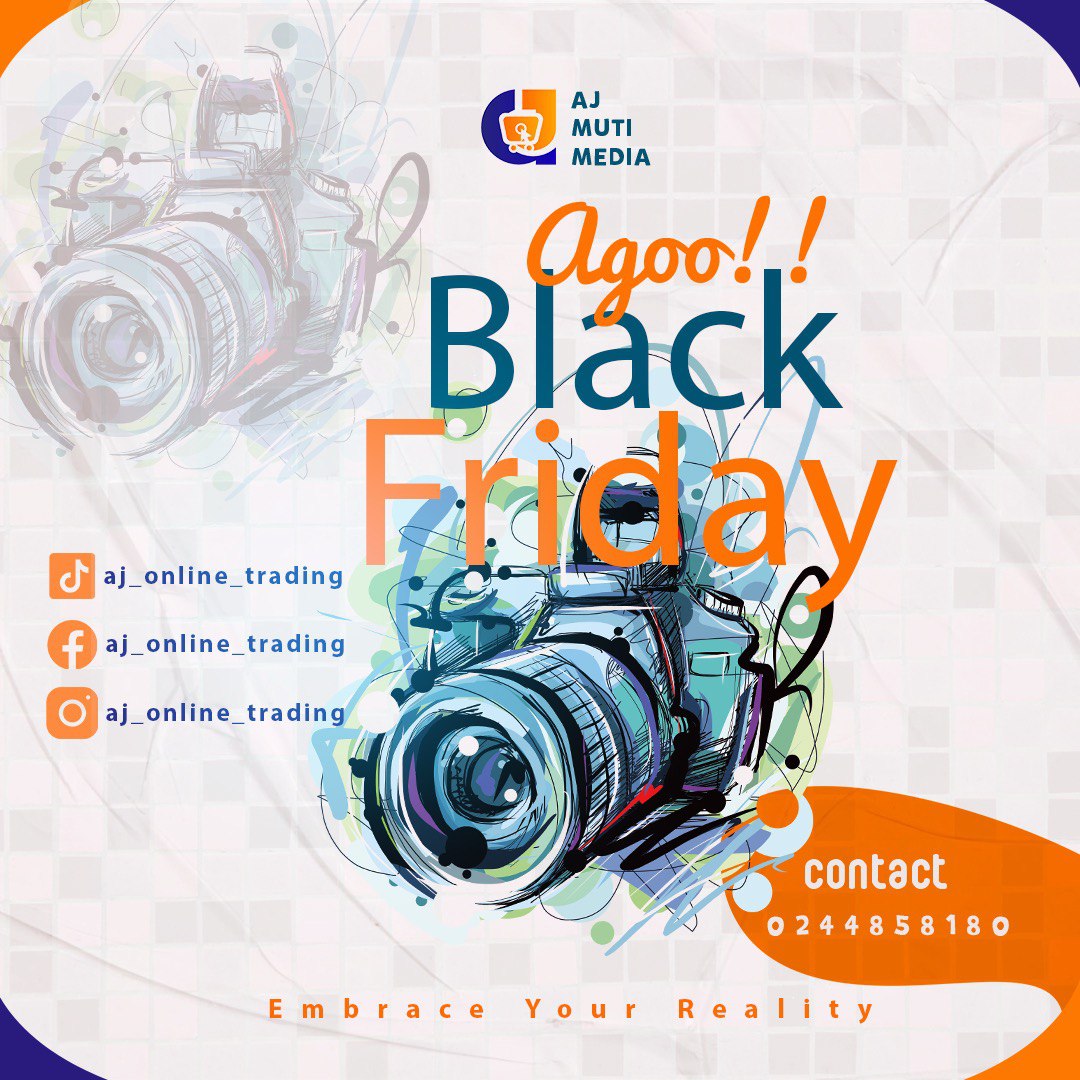 AJ
MUTI
MEDIA
Agoo!!
Black
Friday
aj_online_trading
aj_online_trading
aj_online_trading
contact
0244858180
Embrace Your Reality